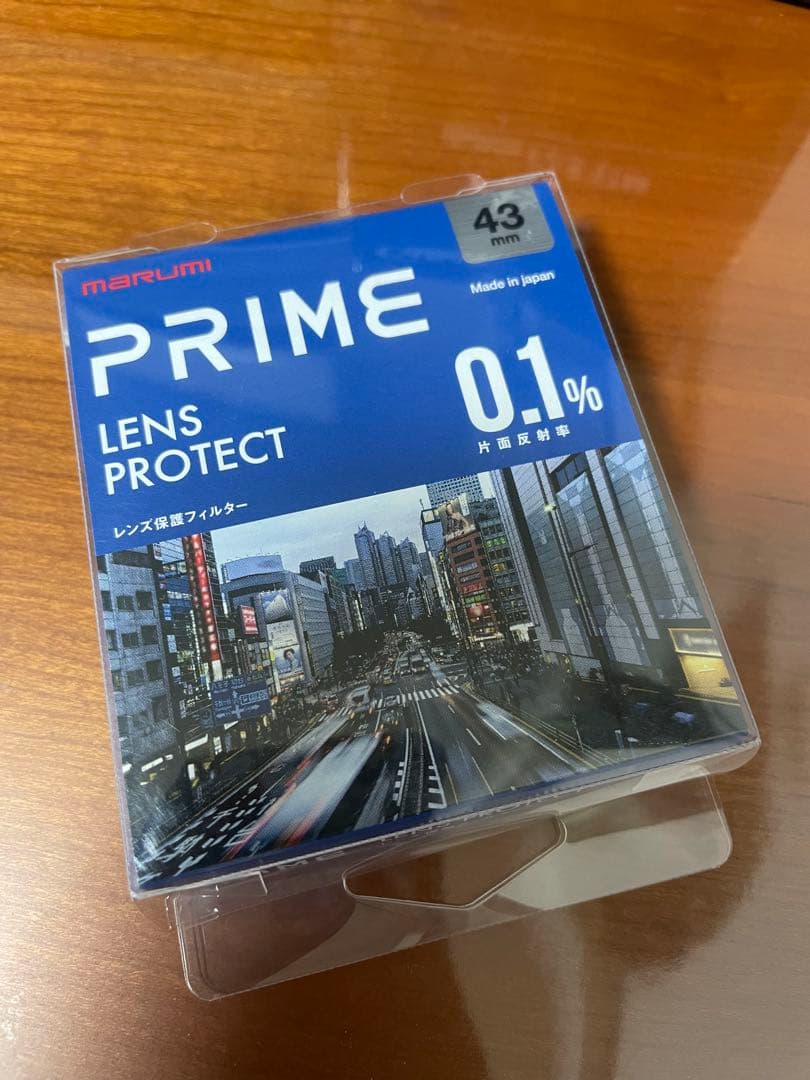 marumi
43
mm
Made in japan
PRIME
0.1%
片面反射率
LENS
PROTECT
レンズ保護フィルター